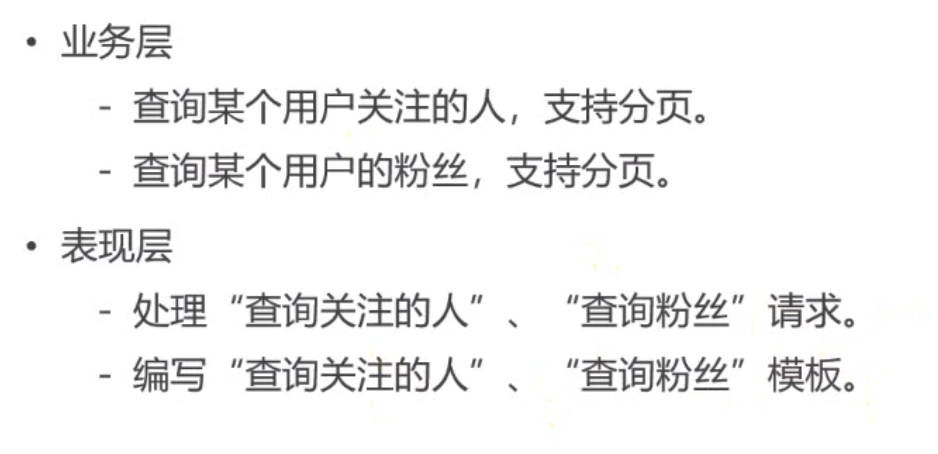 • 业务层
- 查询某个用户关注的人，支持分页。
- 查询某个用户的粉丝，支持分页。
• 表现层
- 处理“查询关注的人”、“查询粉丝”请求。
- 编写“查询关注的人”、“查询粉丝”模板。